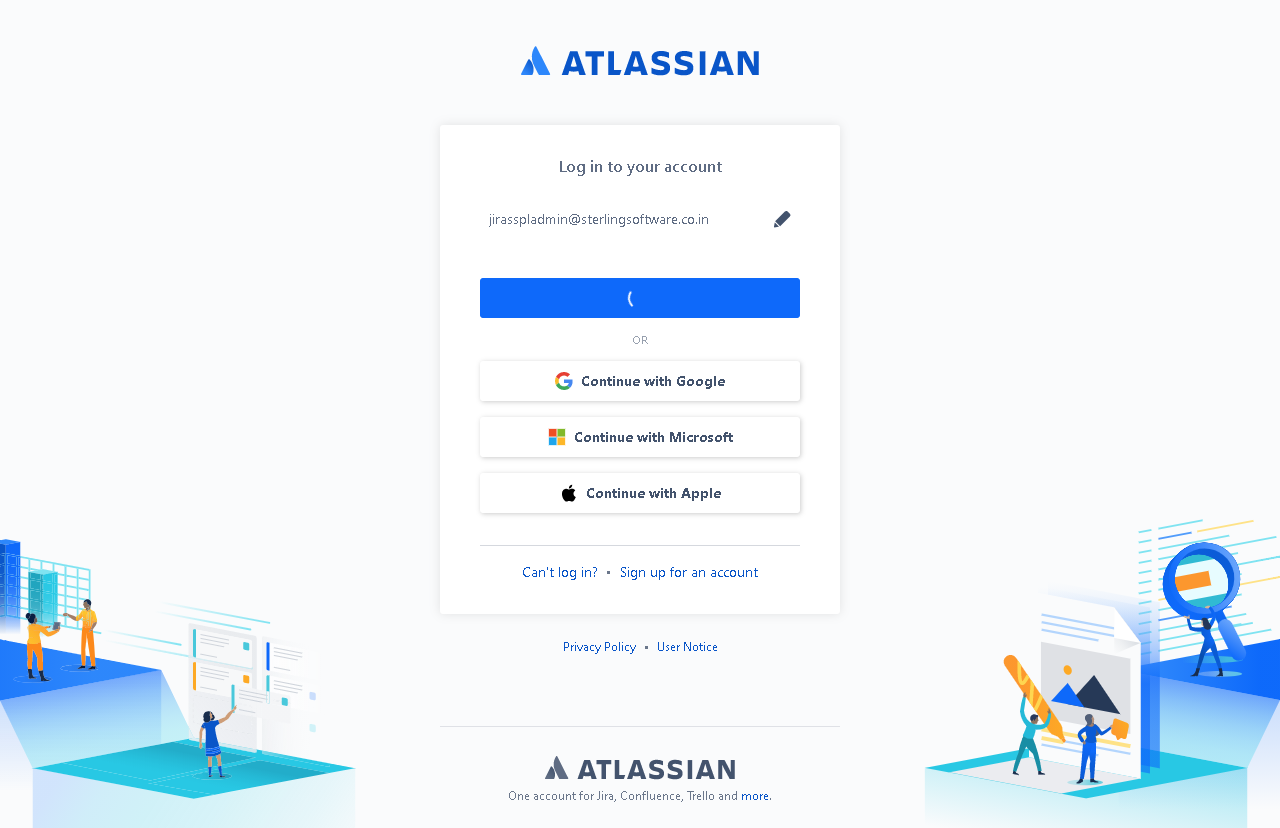 ATLASSIAN
Log in to your account
jirasspladmin@sterlingsoftware.co.in
OR
Continue with Google
Continue with Microsoft
Continue with Apple
Can't log in? • Sign up for an account
Privacy Policy • User Notice
ATLASSIAN
One account for Jira, Confluence, Trello and more.